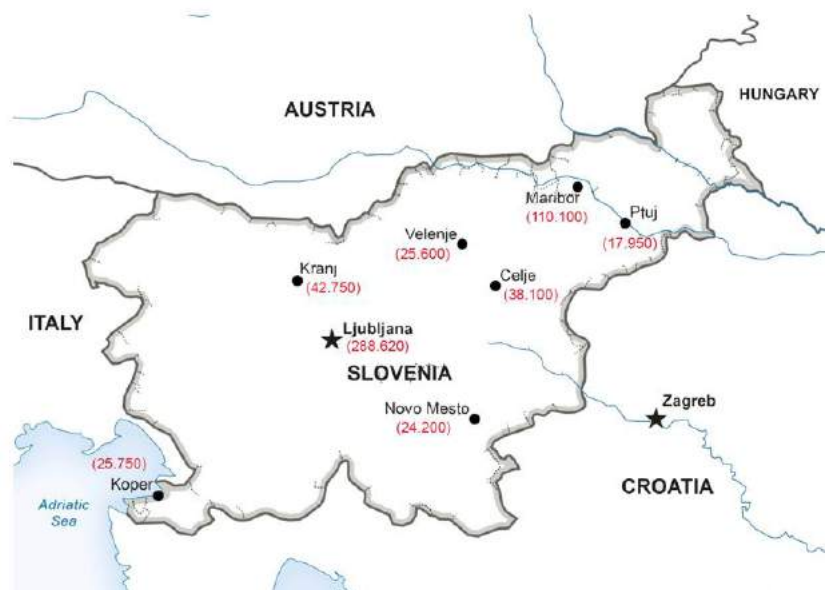 AUSTRIA
HUNGARY
Maribor
(110.100)
Ptuj
(17.950)
Velenje
(25.600)
Kranj
(42.750)
Celje
(38.100)
ITALY
Ljubljana
(288.620)
SLOVENIA
Novo Mesto
(24.200)
Zagreb
(25.750)
Koper
CROATIA
Adriatic
Sea